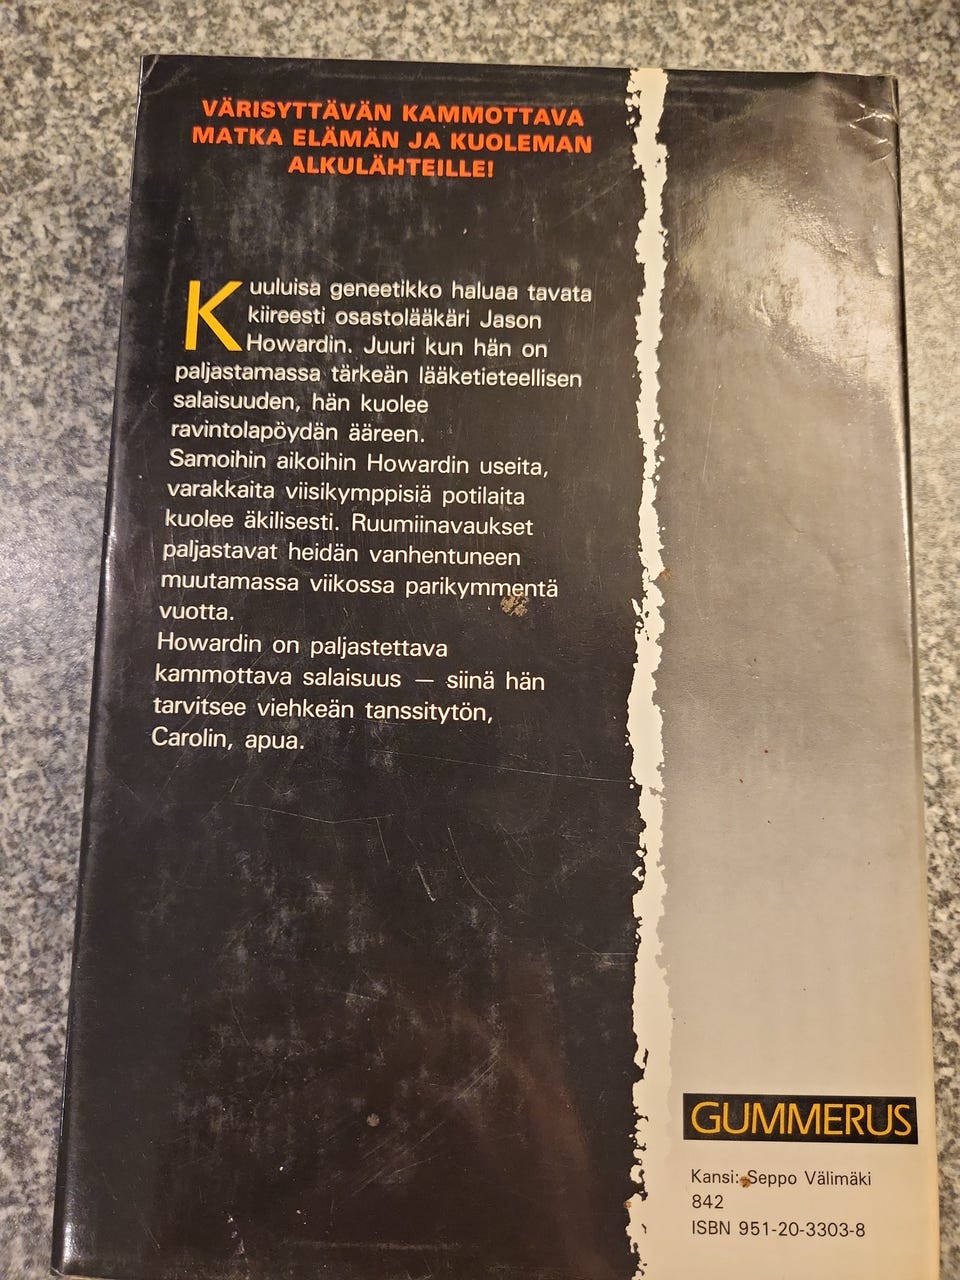 VÄRISYTTÄVÄN KAMMOTTAVA
MATKA ELÄMÄN JA KUOLEMAN
ALKULÄHTEILLE!
Kuuluisa geneetikko haluaa tavata
kiireesti osastolääkäri Jason
Howardin. Juuri kun hän on
paljastamassa tärkeän lääketieteellisen
salaisuuden, hän kuolee
ravintolapöydän ääreen.
Samoihin aikoihin Howardin useita,
varakkaita viisikymppisiä potilaita
kuolee äkilisesti. Ruumiinavaukset
paljastavat heidän vanhentuneen
muutamassa viikossa parikymmentä
vuotta.
Howardin on paljastettava
kammottava salaisuus — siinä hän
tarvitsee viehkeän tanssitytön,
Carolin, apua.
GUMMERUS
Kansi: Seppo Välimäki
842
ISBN 951-20-3303-8